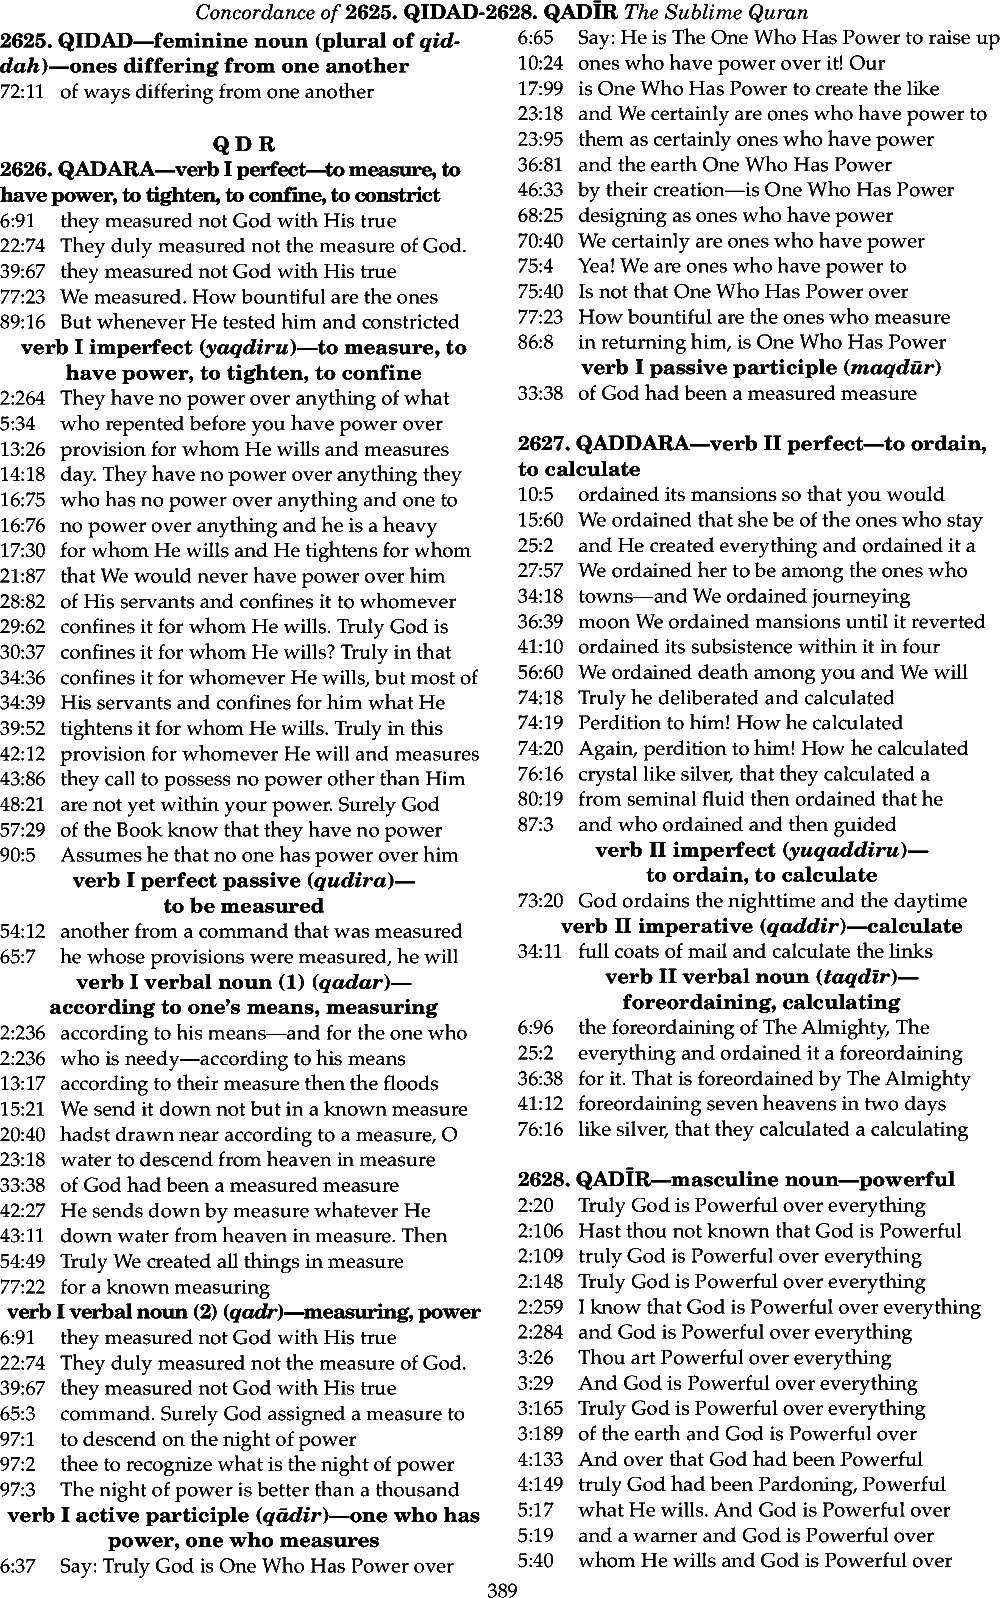 Concordance of 2625. QIDAD-2628. QADĪR The Sublime Quran
2625. QIDAD—feminine noun (plural of qid-
dah)—ones differing from one another
72:11 of ways differing from one another
Q D R
2626. QADARA—verb I perfect—to measure, to
have power, to tighten, to confine, to constrict
6:91 they measured not God with His true
22:74 They duly measured not the measure of God.
39:67 they measured not God with His true
77:23 We measured. How bountiful are the ones
89:16 But whenever He tested him and constricted
verb I imperfect (yaqdiru)—to measure, to
have power, to tighten, to confine
2:264 They have no power over anything of what
5:34 who repented before you have power over
13:26 provision for whom He wills and measures
14:18 day. They have no power over anything they
16:75 who has no power over anything and one to
16:76 no power over anything and he is a heavy
17:30 for whom He wills and He tightens for whom
21:87 that We would never have power over him
28:82 of His servants and confines it to whomever
29:62 confines it for whom He wills. Truly God is
30:37 confines it for whom He wills? Truly in that
34:36 confines it for whomever He wills, but most of
34:39 His servants and confines for him what He
39:52 tightens it for whom He wills. Truly in this
42:12 provision for whomever He will and measures
43:86 they call to possess no power other than Him
48:21 are not yet within your power. Surely God
57:29 of the Book know that they have no power
90:5 Assumes he that no one has power over him
verb I perfect passive (qudira)—
to be measured
54:12 another from a command that was measured
65:7 he whose provisions were measured, he will
verb I verbal noun (1) (qadar)—
according to one's means, measuring
2:236 according to his means—and for the one who
2:236 who is needy—according to his means
13:17 according to their measure then the floods
15:21 We send it down not but in a known measure
20:40 hadst drawn near according to a measure, O
23:18 water to descend from heaven in measure
33:38 of God had been a measured measure
42:27 He sends down by measure whatever He
43:11 down water from heaven in measure. Then
54:49 Truly We created all things in measure
77:22 for a known measuring
verb I verbal noun (2) (qadr)—measuring, power
6:91 they measured not God with His true
22:74 They duly measured not the measure of God.
39:67 they measured not God with His true
65:3 command. Surely God assigned a measure to
97:1 to descend on the night of power
97:2 thee to recognize what is the night of power
97:3 The night of power is better than a thousand
verb I active participle (qādir)—one who has
power, one who measures
6:37 Say: Truly God is One Who Has Power over
6:65 Say: He is The One Who Has Power to raise up
10:24 ones who have power over it! Our
17:99 is One Who Has Power to create the like
23:18 and We certainly are ones who have power to
23:95 them as certainly ones who have power
36:81 and the earth One Who Has Power
46:33 by their creation—is One Who Has Power
68:25 designing as ones who have power
70:40 We certainly are ones who have power
75:4 Yea! We are ones who have power to
75:40 Is not that One Who Has Power over
77:23 How bountiful are the ones who measure
86:8 in returning him, is One Who Has Power
verb I passive participle (maqdūr)
33:38 of God had been a measured measure
2627. QADDARA—verb II perfect—to ordain,
to calculate
10:5 ordained its mansions so that you would
15:60 We ordained that she be of the ones who stay
25:2 and He created everything and ordained it a
27:57 We ordained her to be among the ones who
34:18 towns—and We ordained journeying
36:39 moon We ordained mansions until it reverted
41:10 ordained its subsistence within it in four
56:60 We ordained death among you and We will
74:18 Truly he deliberated and calculated
74:19 Perdition to him! How he calculated
74:20 Again, perdition to him! How he calculated
76:16 crystal like silver, that they calculated a
80:19 from seminal fluid then ordained that he
87:3 and who ordained and then guided
verb II imperfect (yuqaddiru)—
to ordain, to calculate
73:20 God ordains the nighttime and the daytime
verb II imperative (qaddir)—calculate
34:11 full coats of mail and calculate the links
verb II verbal noun (taqdīr)—
foreordaining, calculating
6:96 the foreordaining of The Almighty, The
25:2 everything and ordained it a foreordaining
36:38 for it. That is foreordained by The Almighty
41:12 foreordaining seven heavens in two days
76:16 like silver, that they calculated a calculating
2628. QADĪR—masculine noun—powerful
2:20 Truly God is Powerful over everything
2:106 Hast thou not known that God is Powerful
2:109 truly God is Powerful over everything
2:148 Truly God is Powerful over everything
2:259 I know that God is Powerful over everything
2:284 and God is Powerful over everything
3:26 Thou art Powerful over everything
3:29 And God is Powerful over everything
3:165 Truly God is Powerful over everything
3:189 of the earth and God is Powerful over
4:133 And over that God had been Powerful
4:149 truly God had been Pardoning, Powerful
5:17 what He wills. And God is Powerful over
5:19 and a warner and God is Powerful over
5:40 whom He wills and God is Powerful over
389